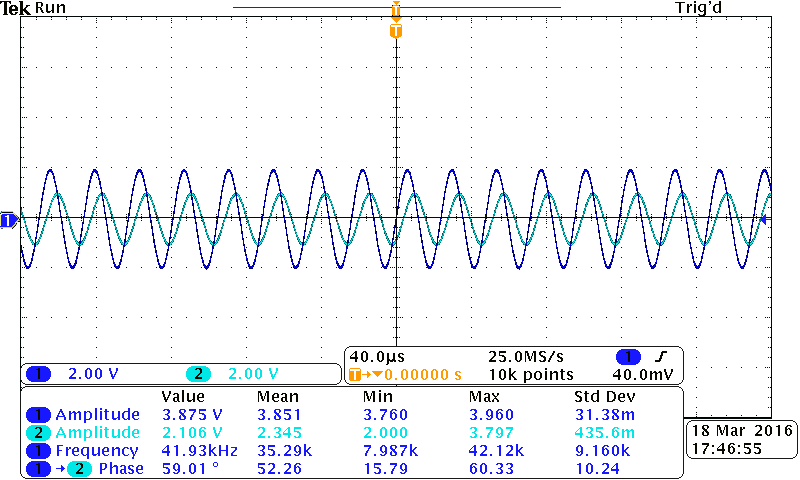 Tek Run Trig'd
T
T
1
1 2.00 V 2 2.00 V
40.0µs 25.0MS/s 1
T→▼0.00000 s 10k points 40.0mV
Value Mean Min Max Std Dev
1 Amplitude 3.875 V 3.851 3.760 3.960 31.38m
2 Amplitude 2.106 V 2.345 2.000 3.797 435.6m
1 Frequency 41.93kHz 35.29k 7.987k 42.12k 9.160k
1 → 2 Phase 59.01 ° 52.26 15.79 60.33 10.24
18 Mar 2016
17:46:55